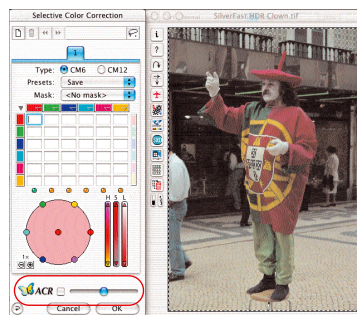 Selective Color Correction
1
Type: CM6 CM12
Presets: Save
Mask: <No mask>
H S L
1x
ACR
Cancel OK
SilverFast HDR Clown.tif
i
?